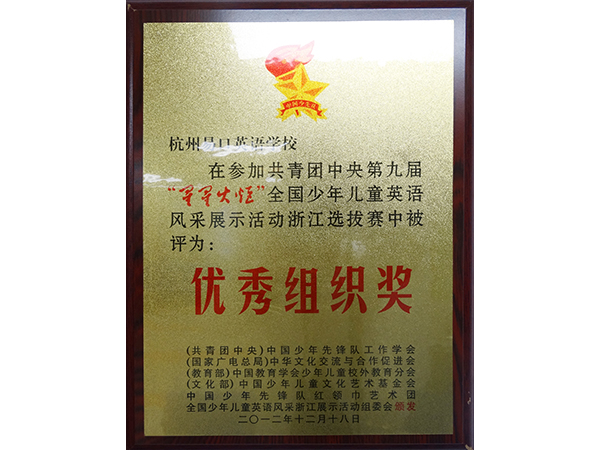 中国少先队
杭州易口英语学校
在参加共青团中央第九届
“星星火炬”全国少年儿童英语
风采展示活动浙江选拔赛中被
评为：
优秀组织奖
(共青团中央)中国少年先锋队工作学会
(国家广电总局)中华文化交流与合作促进会
(教育部)中国教育学会少年儿童校外教育分会
(文化部)中国少年儿童文化艺术基金会
中国少年先锋队红领巾艺术团
全国少年儿童英语风采浙江展示活动组委会 颁发
二〇一二年十二月十八日